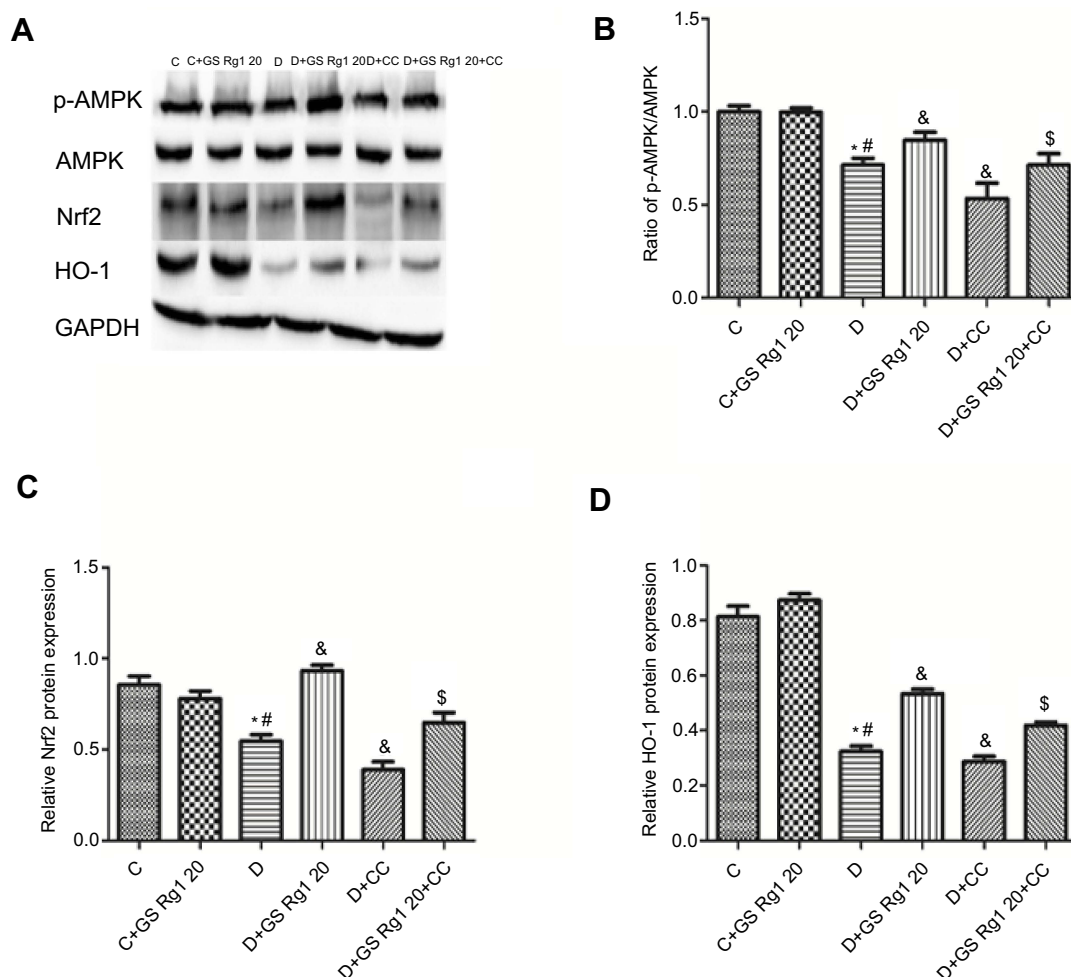 A
C C+GS Rg1 20 D D+GS Rg1 20 D+CC D+GS Rg1 20+CC
p-AMPK
AMPK
Nrf2
HO-1
GAPDH
B
Ratio of p-AMPK/AMPK
1.5
1.0
0.5
0.0
* #
&
&
$
C
C+GS Rg1 20
D
D+GS Rg1 20
D+CC
D+GS Rg1 20+CC
C
Relative Nrf2 protein expression
1.5
1.0
0.5
0.0
* #
&
&
$
C
C+GS Rg1 20
D
D+GS Rg1 20
D+CC
D+GS Rg1 20+CC
D
Relative HO-1 protein expression
1.0
0.8
0.6
0.4
0.2
0.0
* #
&
&
$
C
C+GS Rg1 20
D
D+GS Rg1 20
D+CC
D+GS Rg1 20+CC